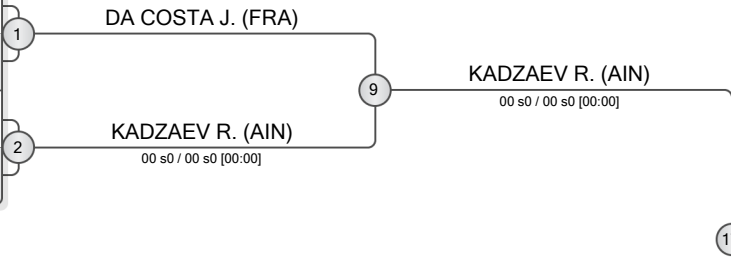 DA COSTA J. (FRA)
1
9
KADZAEV R. (AIN)
00 s0 / 00 s0 [00:00]
KADZAEV R. (AIN)
2
00 s0 / 00 s0 [00:00]